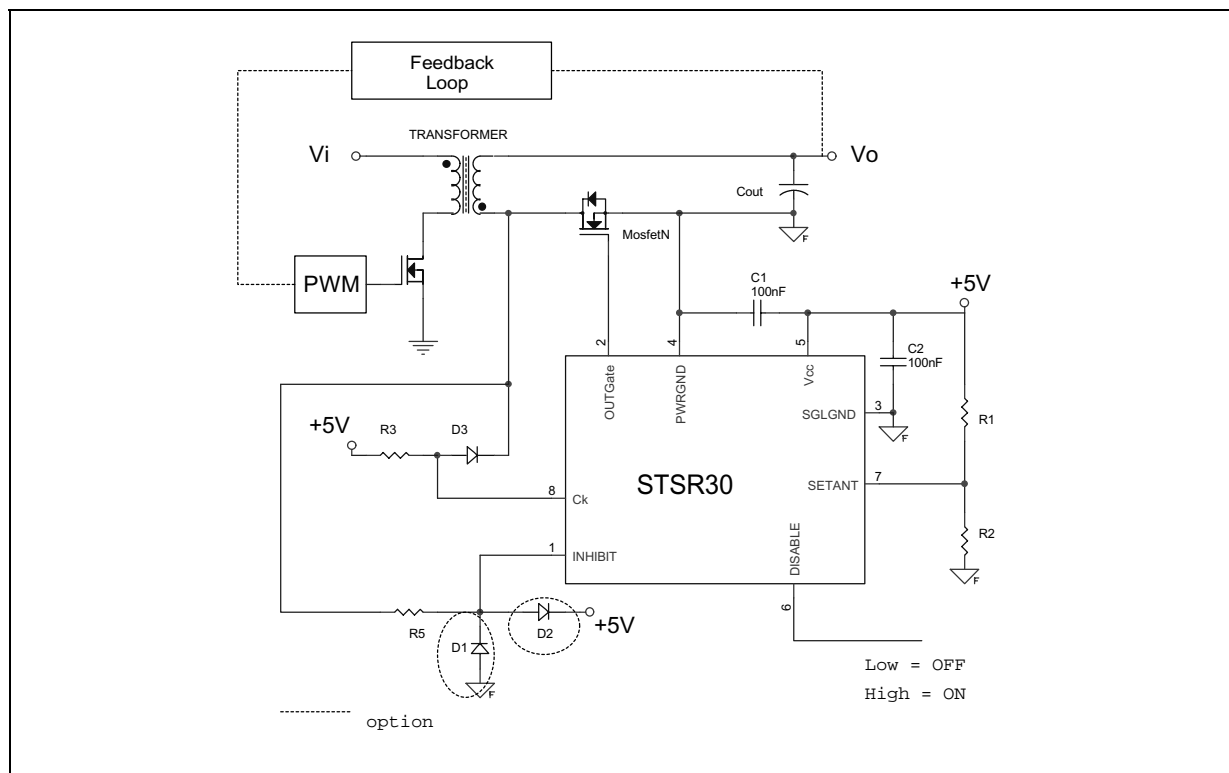 Feedback
Loop
TRANSFORMER
Vi
Vo
Cout
F
MosfetN
PWM
C1
100nF
+5V
2
4
5
C2
100nF
OUTGate
PWRGND
Vcc
SGLGND
3
F
R1
+5V
R3
D3
STSR30
SETANT
7
8
Ck
DISABLE
R2
1
INHIBIT
F
6
R5
D2
+5V
D1
F
Low = OFF
High = ON
option